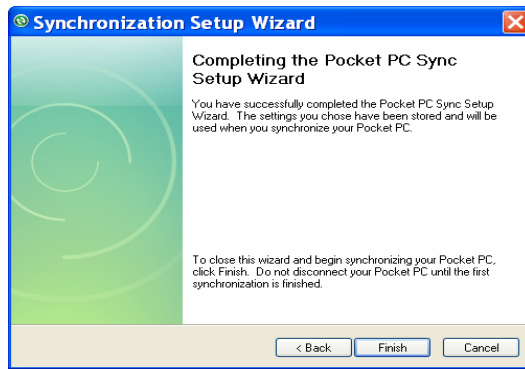 Synchronization Setup Wizard
Completing the Pocket PC Sync
Setup Wizard
You have successfully completed the Pocket PC Sync Setup
Wizard. The settings you chose have been stored and will be
used when you synchronize your Pocket PC.
To close this wizard and begin synchronizing your Pocket PC,
click Finish. Do not disconnect your Pocket PC until the first
synchronization is finished.
< Back Finish Cancel